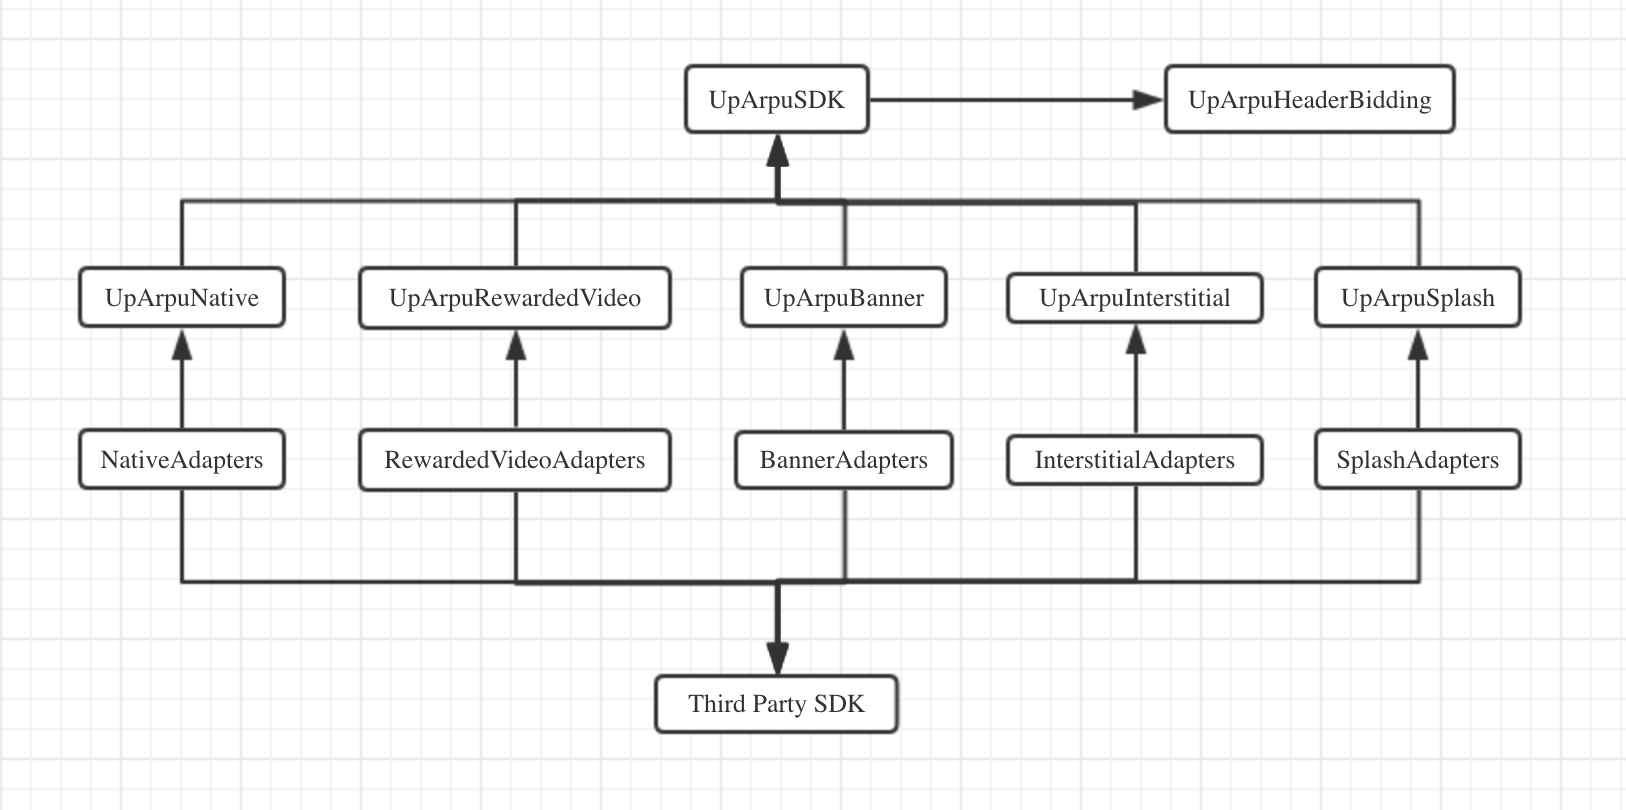 UpArpuSDK
UpArpuHeaderBidding
UpArpuNative
UpArpuRewardedVideo
UpArpuBanner
UpArpuInterstitial
UpArpuSplash
NativeAdapters
RewardedVideoAdapters
BannerAdapters
InterstitialAdapters
SplashAdapters
Third Party SDK